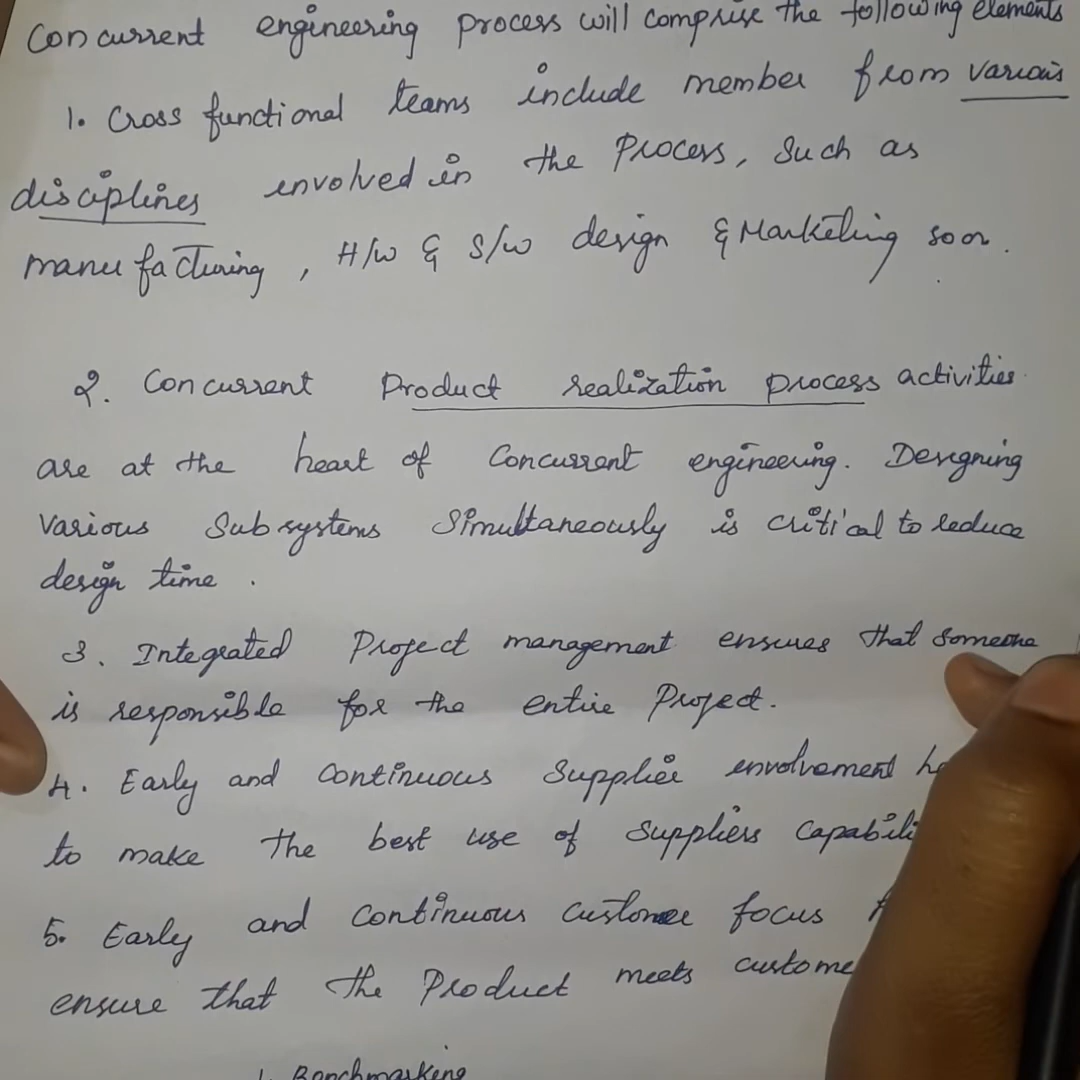 Concurrent engineering process will comprise the following elements
1. Cross functional teams include member from various
disciplines involved in the Process, Such as
manufacturing, H/w & S/w design & Marketing soon.
2. Concurrent Product realization process activities
are at the heart of Concurrent engineering. Designing
various Subsystems Simultaneously is critical to reduce
design time.
3. Integrated Project management ensures that someone
is responsible for the entire Project.
4. Early and Continuous Supplier involvement
to make the best use of Suppliers
5. Early and Continuous customer focus
ensure that the Product meets
Benchmarking